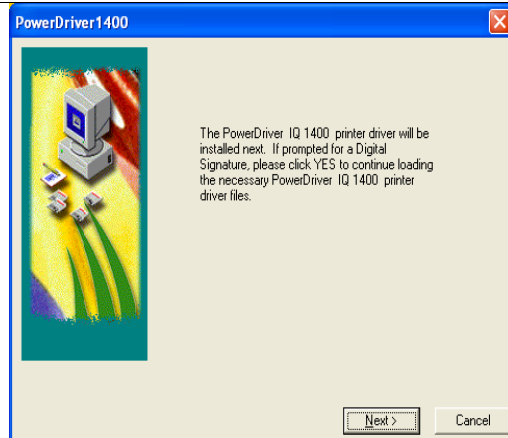 PowerDriver1400
The PowerDriver IQ 1400 printer driver will be
installed next. If prompted for a Digital
Signature, please click YES to continue loading
the necessary PowerDriver IQ 1400 printer
driver files.
Next >
Cancel